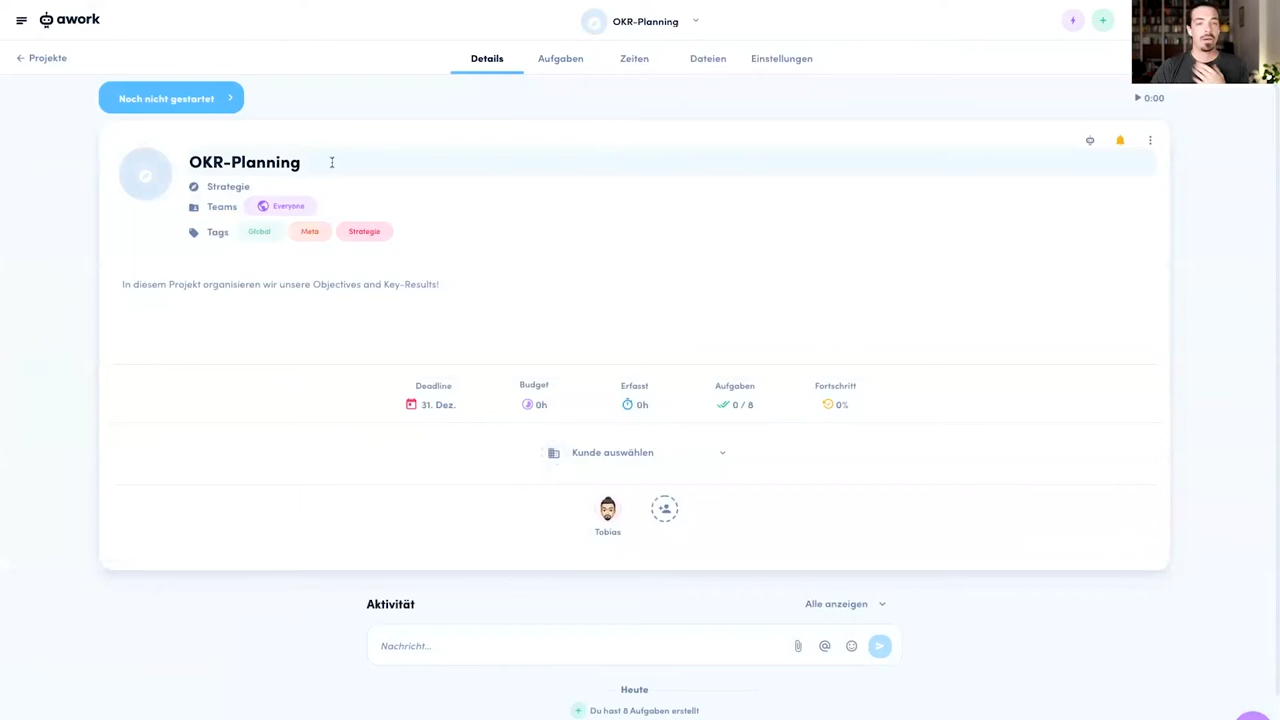 awork
OKR-Planning
Projekte
Details
Aufgaben
Zeiten
Dateien
Einstellungen
Noch nicht gestartet
0:00
OKR-Planning
Strategie
Teams Everyone
Tags Global Meta Strategie
In diesem Projekt organisieren wir unsere Objectives and Key-Results!
Deadline Budget Erfasst Aufgaben Fortschritt
31. Dez. 0h 0h 0 / 8 0%
Kunde auswählen
Tobias
Aktivität Alle anzeigen
Nachricht...
Heute
Du hast 8 Aufgaben erstellt